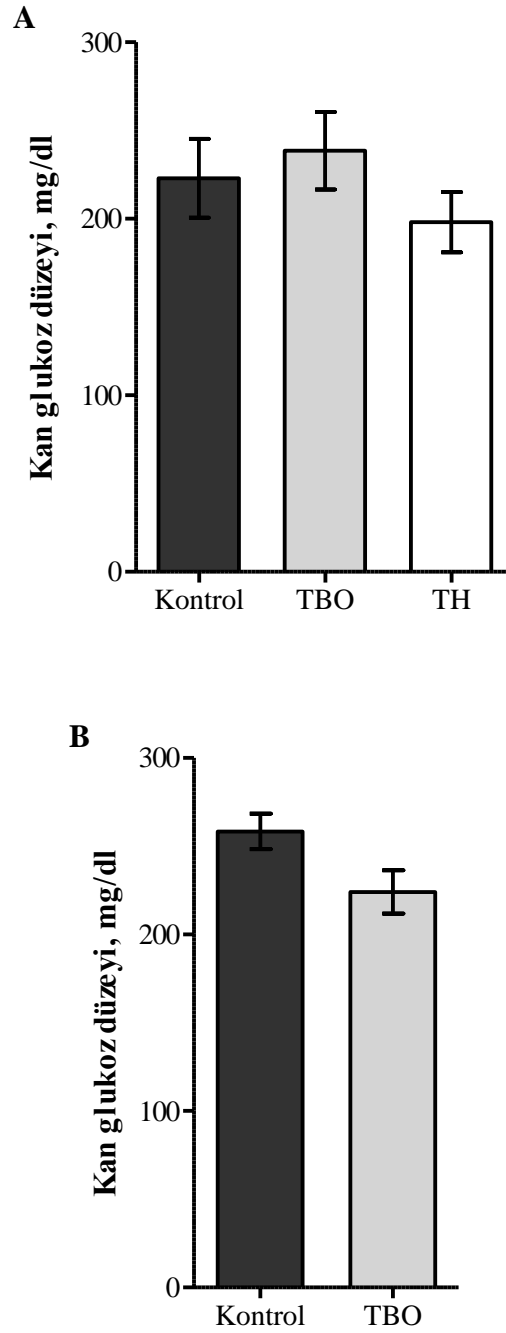 A
300
200
100
0
Kan glukoz düzeyi, mg/dl
Kontrol TBO TH
B
300
200
100
0
Kan glukoz düzeyi, mg/dl
Kontrol TBO